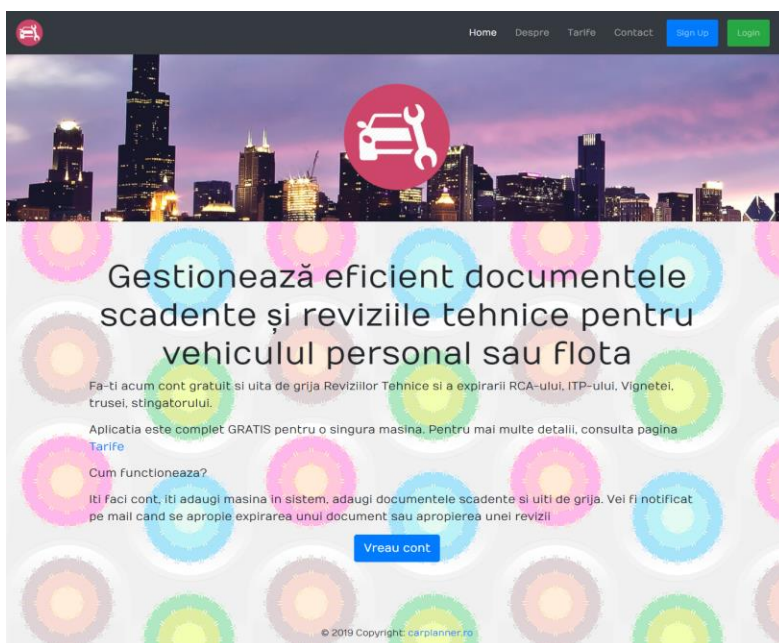 Home Despre Tarife Contact Sign Up Login
Gestionează eficient documentele
scadente și reviziile tehnice pentru
vehiculul personal sau flota
Fa-ti acum cont gratuit si uita de grija Reviziilor Tehnice si a expirarii RCA-ului, ITP-ului, Vignetei,
trusei, stingatorului.
Aplicatia este complet GRATIS pentru o singura masina. Pentru mai multe detalii, consulta pagina
Tarife
Cum functioneaza?
Iti faci cont, iti adaugi masina in sistem, adaugi documentele scadente si uiti de grija. Vei fi notificat
pe mail cand se apropie expirarea unui document sau apropierea unei revizii
Vreau cont
© 2019 Copyright: carplanner.ro